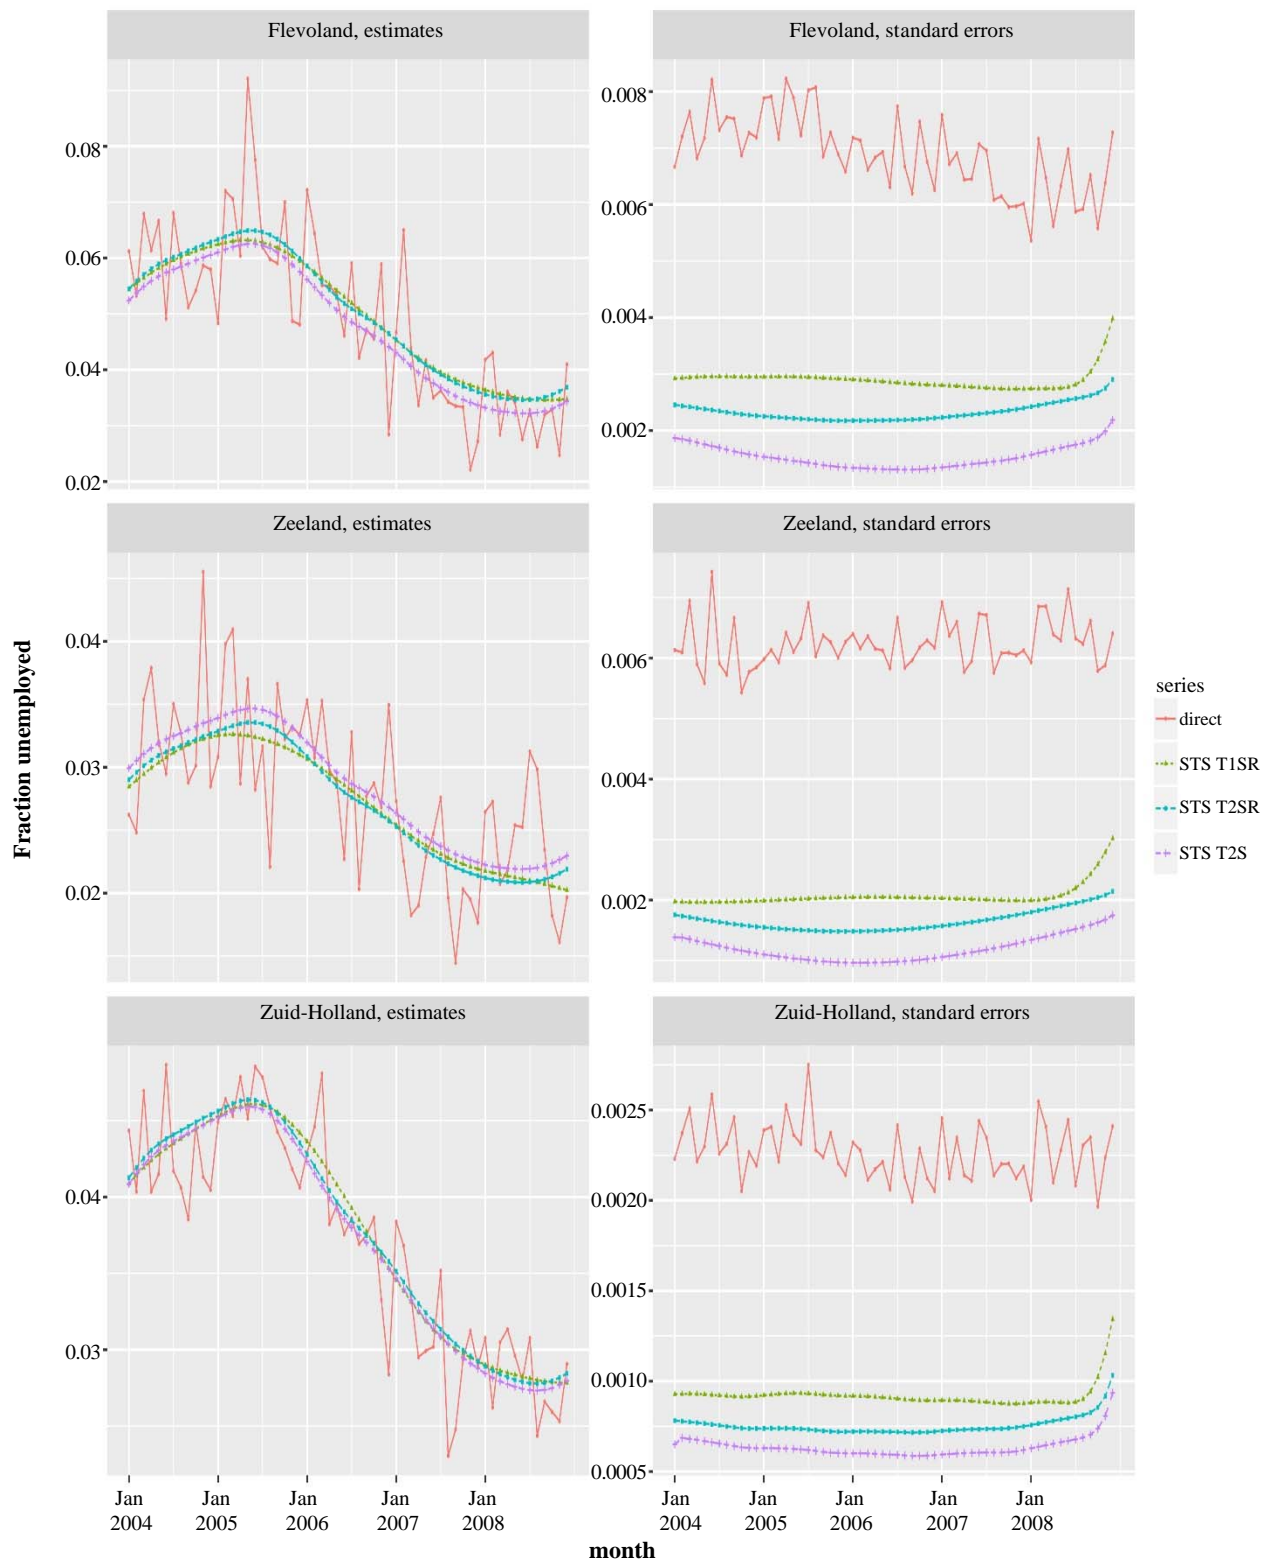 Flevoland, estimates
Flevoland, standard errors
0.08
0.06
0.04
0.02
0.008
0.006
0.004
0.002
Zeeland, estimates
Zeeland, standard errors
0.04
0.03
0.02
0.006
0.004
0.002
Zuid-Holland, estimates
Zuid-Holland, standard errors
0.04
0.03
0.0025
0.0020
0.0015
0.0010
0.0005
Fraction unemployed
series
direct
STS T1SR
STS T2SR
STS T2S
Jan 2004
Jan 2005
Jan 2006
Jan 2007
Jan 2008
Jan 2004
Jan 2005
Jan 2006
Jan 2007
Jan 2008
month